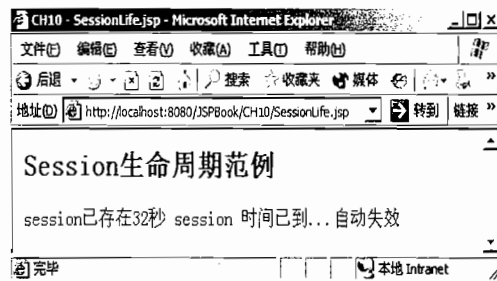 CH10 - SessionLife.jsp - Microsoft Internet Explorer
文件(F) 编辑(E) 查看(V) 收藏(A) 工具(T) 帮助(H)
后退 搜索 收藏夹 媒体 »
地址(D) http://localhost:8080/JSPBook/CH10/SessionLife.jsp 转到 链接 »
Session生命周期范例
session已存在32秒 session 时间已到...自动失效
完毕 本地 Intranet